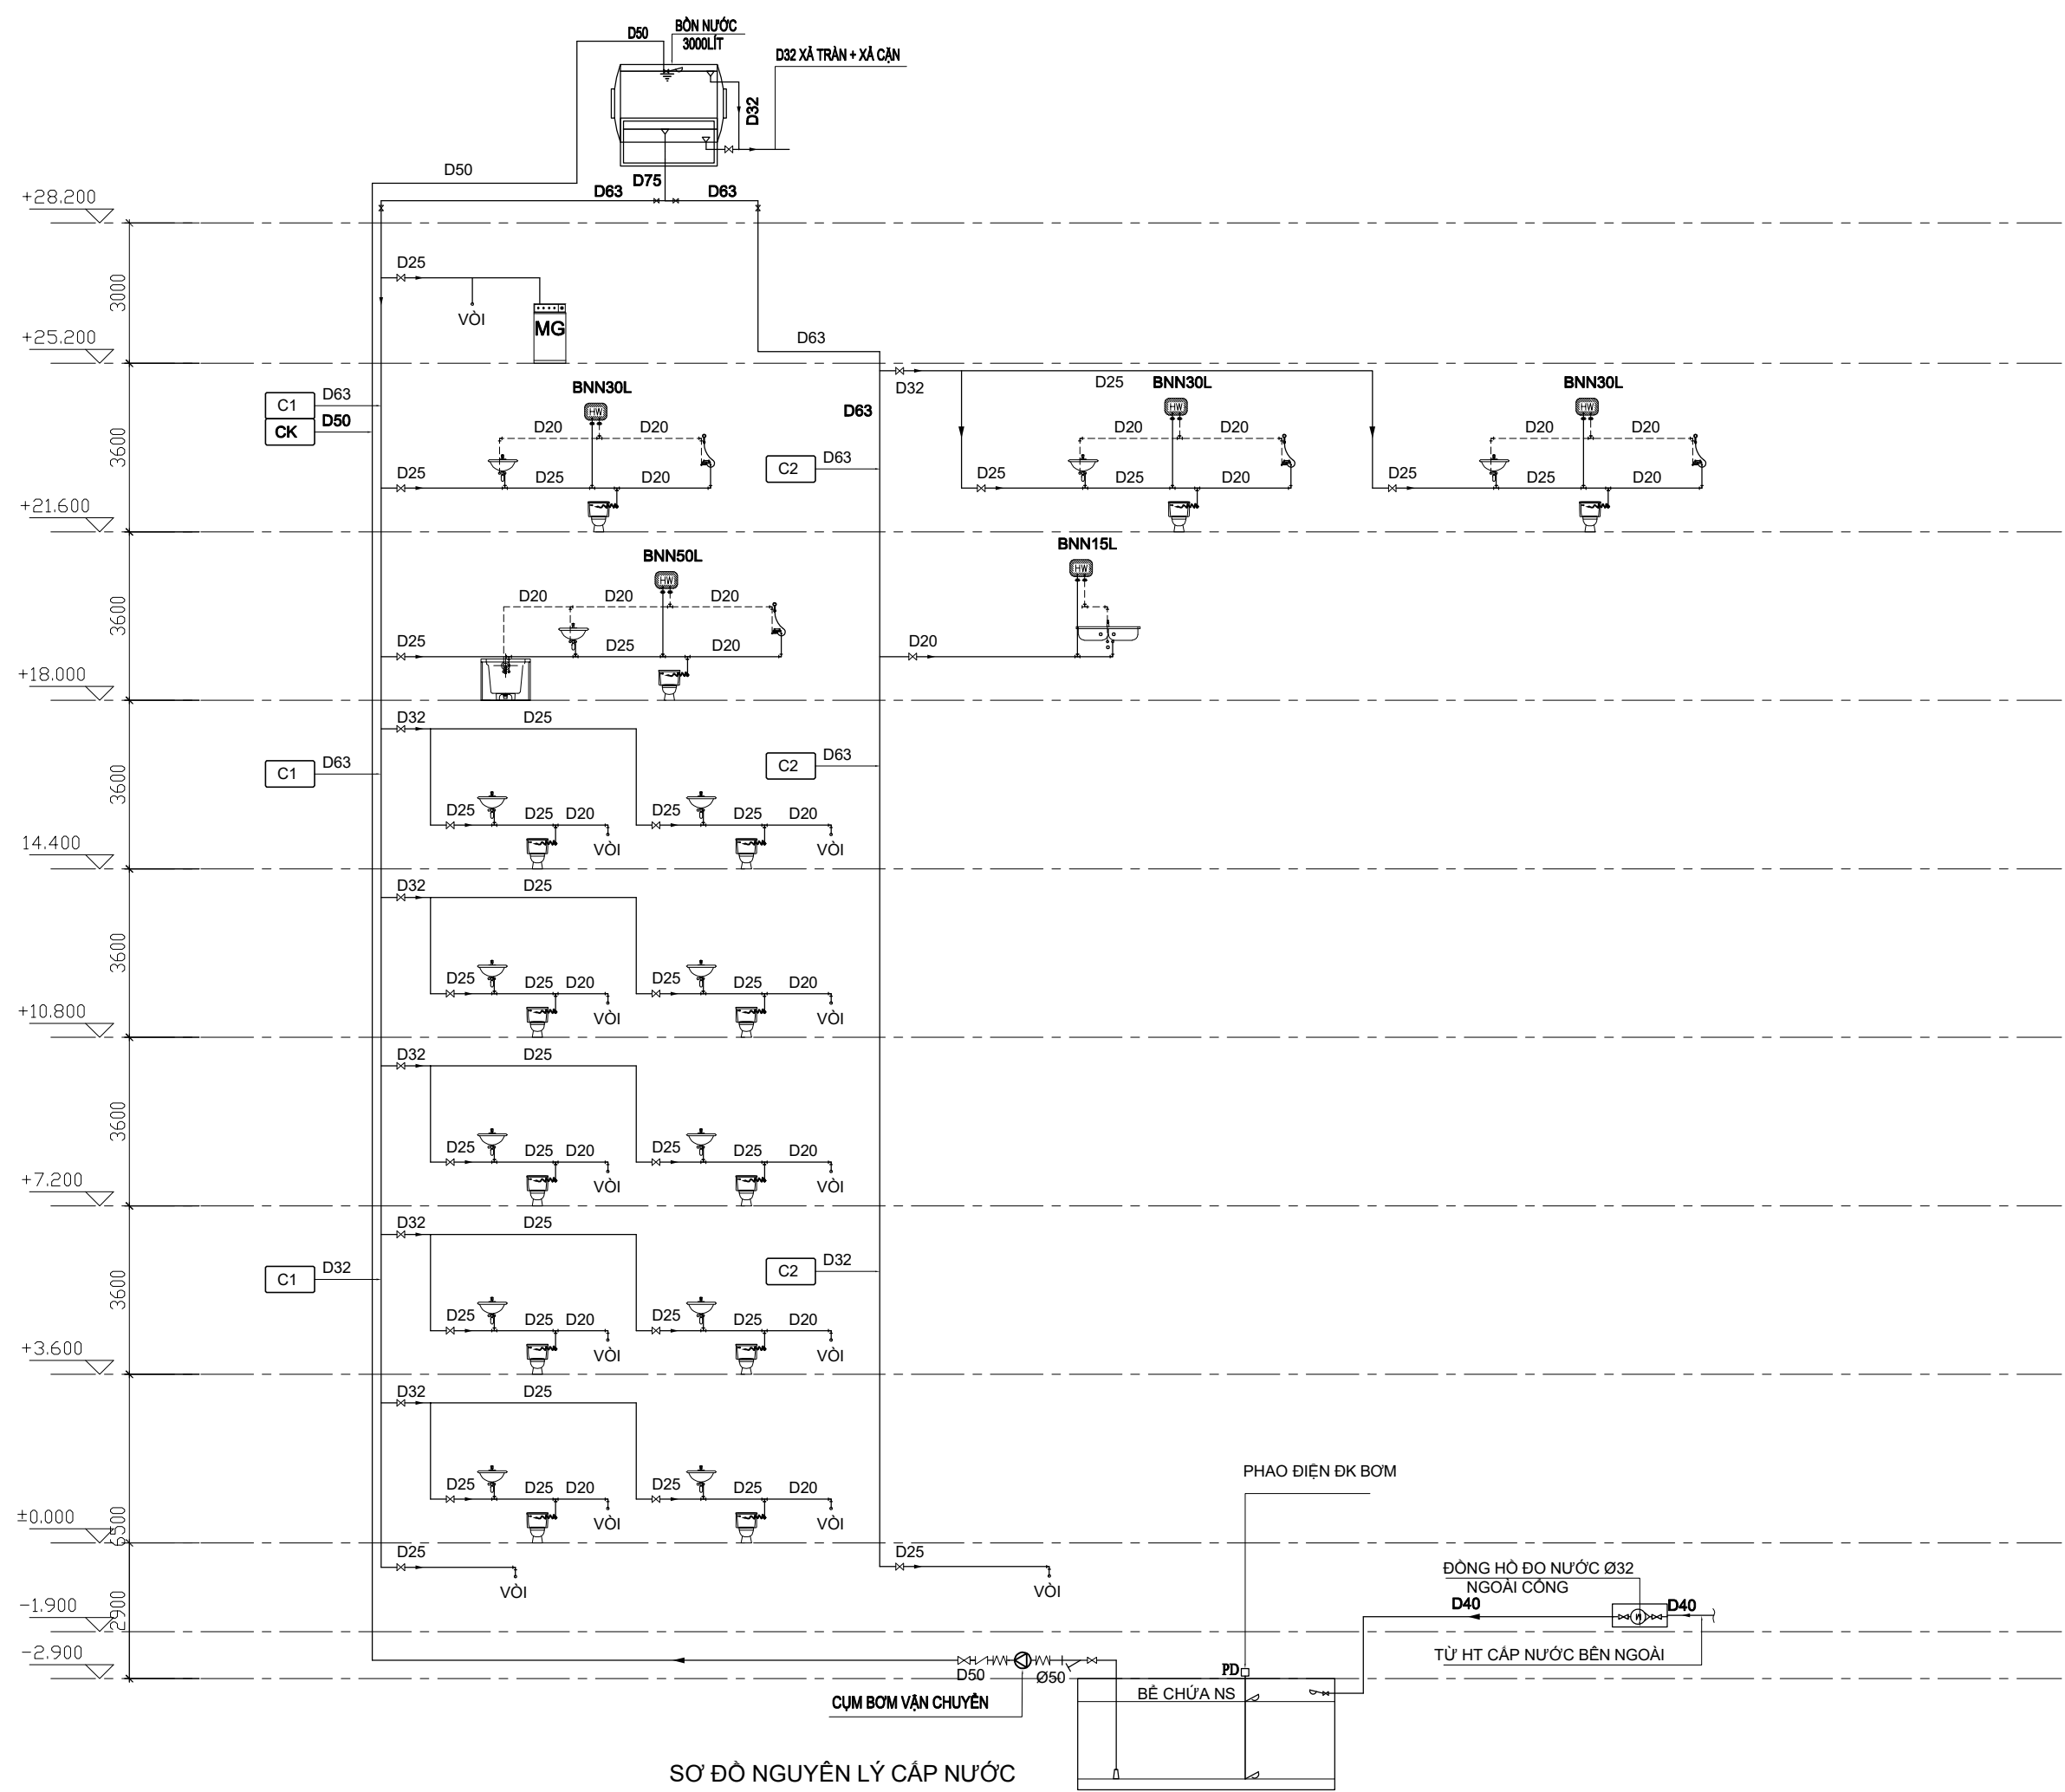 BỒN NƯỚC
D50
3000LÍT
D32 XẢ TRÀN + XẢ CẶN
D32
D50
D75
D63 D63
+28.200
3000
D25
VÒI
MG
+25.200
D63
D32
D25
BNN30L
BNN30L
BNN30L
C1 D63
CK D50
D63
HW
HW
HW
3600
D20 D20
D20 D20
D20 D20
C2 D63
D25 D25 D20
D25 D25 D20
D25 D25 D20
+21.600
BNN50L
BNN15L
HW
HW
3600
D20 D20 D20
D25 D25 D20
D20
+18.000
D32 D25
C1 D63
C2 D63
3600
D25 D25 D20
D25 D25 D20
VÒI VÒI
14.400
D32 D25
3600
D25 D25 D20
D25 D25 D20
VÒI VÒI
+10.800
D32 D25
3600
D25 D25 D20
D25 D25 D20
VÒI VÒI
+7.200
D32 D25
C1 D32
C2 D32
3600
D25 D25 D20
D25 D25 D20
VÒI VÒI
+3.600
D32 D25
PHAO ĐIỆN ĐK BƠM
D25 D25 D20
D25 D25 D20
VÒI VÒI
±0.000
6500
D25
VÒI
D25
VÒI
ĐỒNG HỒ ĐO NƯỚC Ø32
NGOÀI CỔNG
D40
D40
-1.900
2900
TỪ HT CẤP NƯỚC BÊN NGOÀI
-2.900
D50
Ø50
PD
BỂ CHỨA NS
CỤM BƠM VẬN CHUYỂN
SƠ ĐỒ NGUYÊN LÝ CẤP NƯỚC